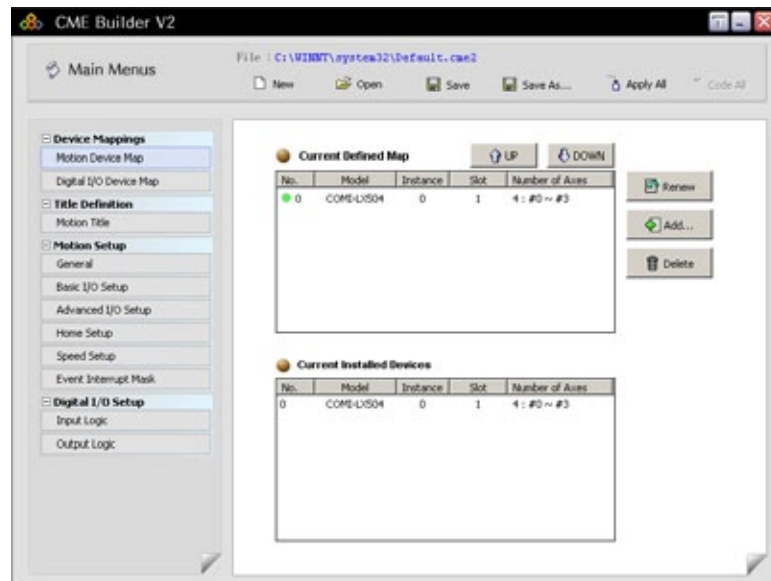 CME Builder V2
Main Menus
File : C:\WINNT\system32\Default.cme2
New Open Save Save As.... Apply All Code All
Device Mappings
Motion Device Map
Digital I/O Device Map
Title Definition
Motion Title
Motion Setup
General
Basic I/O Setup
Advanced I/O Setup
Home Setup
Speed Setup
Event Interrupt Mask
Digital I/O Setup
Input Logic
Output Logic
Current Defined Map UP DOWN
No. Model Instance Slot Number of Axes
0 COMI-LX504 0 1 4 : #0 ~ #3
Renew
Add...
Delete
Current Installed Devices
No. Model Instance Slot Number of Axes
0 COMI-LX504 0 1 4 : #0 ~ #3